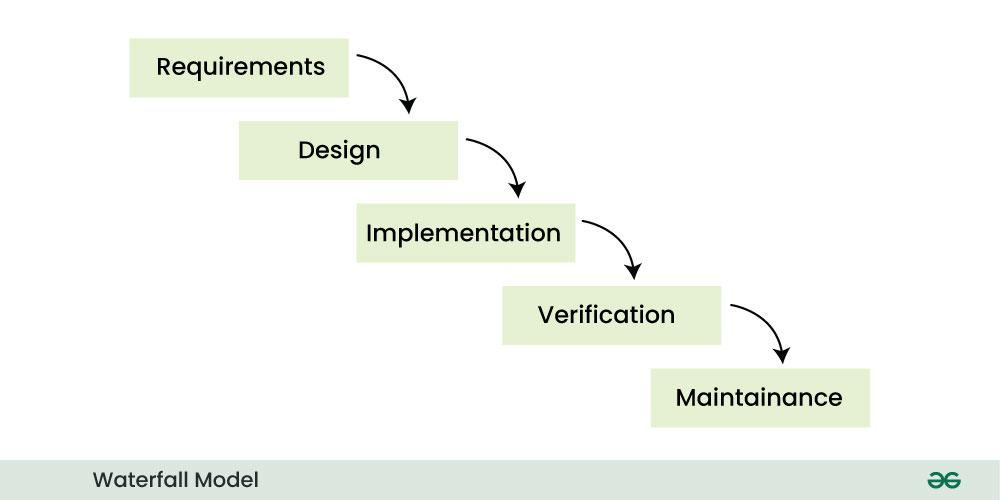 Requirements
Design
Implementation
Verification
Maintainance
Waterfall Model